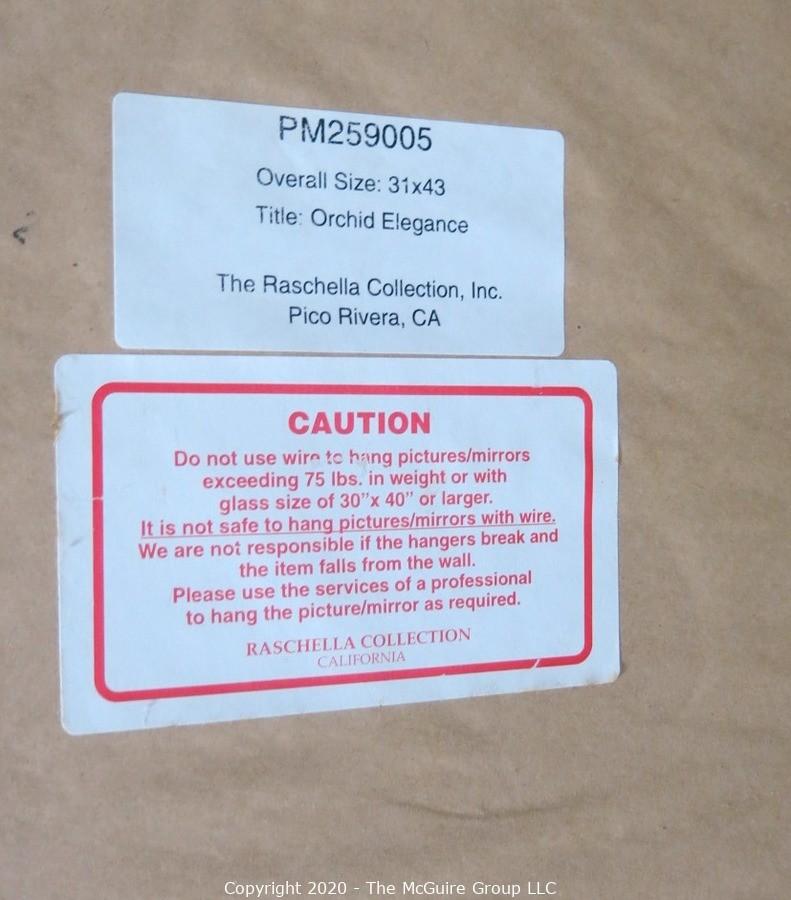 PM259005
Overall Size: 31x43
Title: Orchid Elegance
The Raschella Collection, Inc.
Pico Rivera, CA
CAUTION
Do not use wire to hang pictures/mirrors
exceeding 75 lbs. in weight or with
glass size of 30”x 40” or larger.
It is not safe to hang pictures/mirrors with wire.
We are not responsible if the hangers break and
the item falls from the wall.
Please use the services of a professional
to hang the picture/mirror as required.
RASCHELLA COLLECTION
CALIFORNIA
Copyright 2020 - The McGuire Group LLC